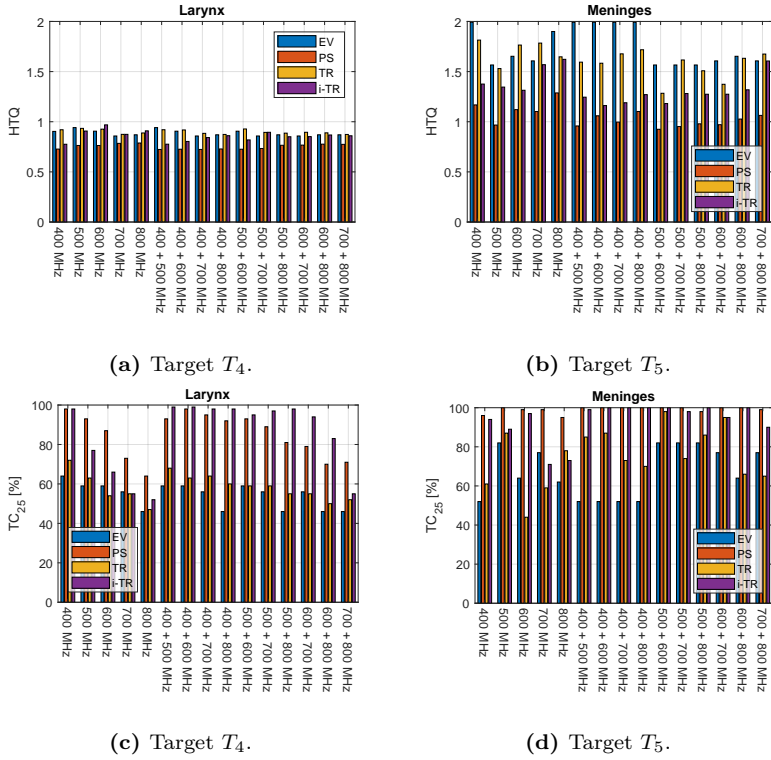 Larynx
HTQ
2
1.5
1
0.5
0
EV
PS
TR
i-TR
400 MHz
500 MHz
600 MHz
700 MHz
800 MHz
400 + 500 MHz
400 + 600 MHz
400 + 700 MHz
400 + 800 MHz
500 + 600 MHz
500 + 700 MHz
500 + 800 MHz
600 + 700 MHz
600 + 800 MHz
700 + 800 MHz
(a) Target T4.
Meninges
HTQ
2
1.5
1
0.5
0
EV
PS
TR
i-TR
400 MHz
500 MHz
600 MHz
700 MHz
800 MHz
400 + 500 MHz
400 + 600 MHz
400 + 700 MHz
400 + 800 MHz
500 + 600 MHz
500 + 700 MHz
500 + 800 MHz
600 + 700 MHz
600 + 800 MHz
700 + 800 MHz
(b) Target T5.
Larynx
TC25 [%]
100
80
60
40
20
0
EV
PS
TR
i-TR
400 MHz
500 MHz
600 MHz
700 MHz
800 MHz
400 + 500 MHz
400 + 600 MHz
400 + 700 MHz
400 + 800 MHz
500 + 600 MHz
500 + 700 MHz
500 + 800 MHz
600 + 700 MHz
600 + 800 MHz
700 + 800 MHz
(c) Target T4.
Meninges
TC25 [%]
100
80
60
40
20
0
EV
PS
TR
i-TR
400 MHz
500 MHz
600 MHz
700 MHz
800 MHz
400 + 500 MHz
400 + 600 MHz
400 + 700 MHz
400 + 800 MHz
500 + 600 MHz
500 + 700 MHz
500 + 800 MHz
600 + 700 MHz
600 + 800 MHz
700 + 800 MHz
(d) Target T5.